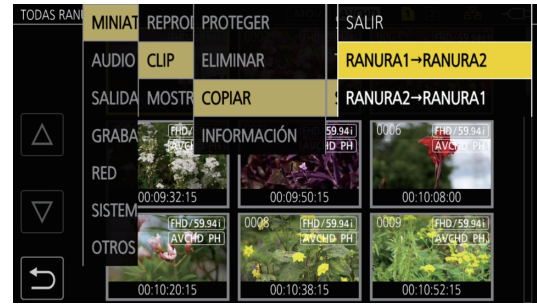 TODAS RAN
MINIAT REPROD PROTEGER SALIR
AUDIO CLIP ELIMINAR RANURA1→RANURA2
SALIDA MOSTR COPIAR RANURA2→RANURA1
GRABA INFORMACIÓN
RED
SISTEM
OTROS
FHD/59.94i 59.94i 0006 FHD/59.94i
AVCHD PH AVCHD PH
00:09:32:15 00:09:50:15 00:10:08:00
FHD/59.94i 0008 FHD/59.94i 0009 FHD/59.94i
AVCHD PH AVCHD PH AVCHD PH
00:10:20:15 00:10:38:15 00:10:52:15